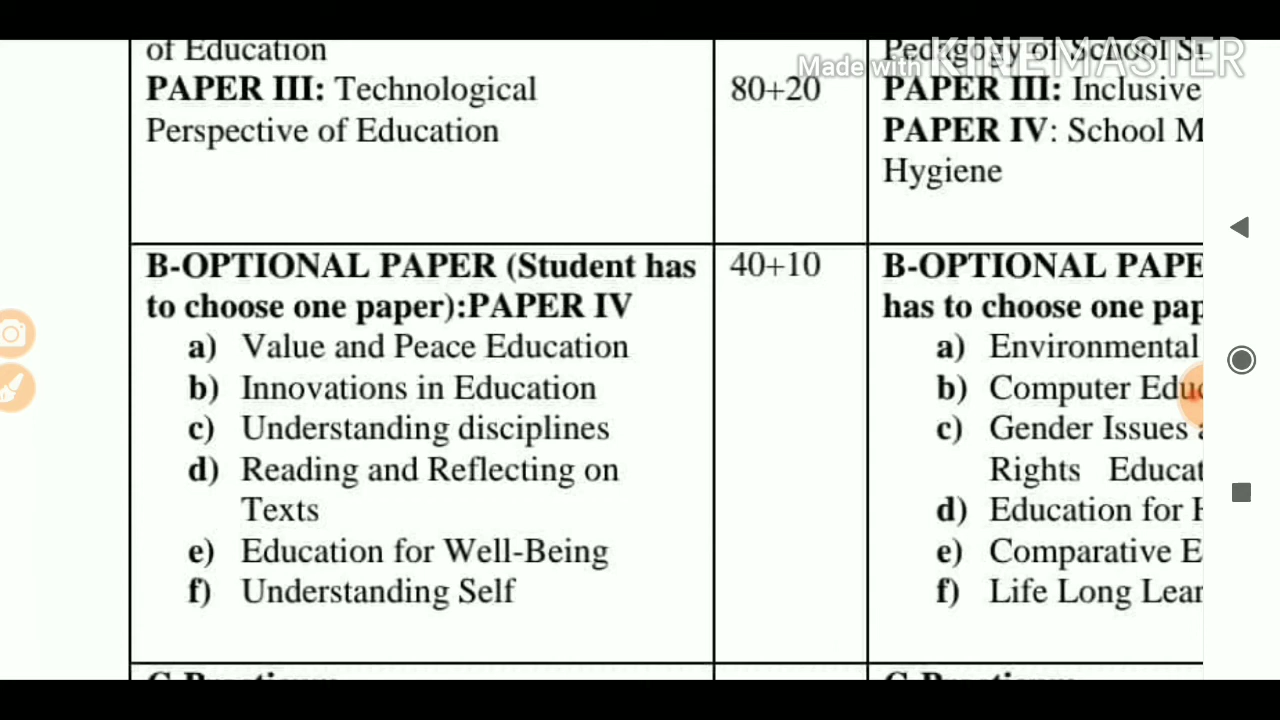 of Education
PAPER III: Technological
Perspective of Education
80+20
Pedagogy of School
PAPER III: Inclusive
PAPER IV: School M
Hygiene
Made with KINEMASTER
B-OPTIONAL PAPER (Student has
to choose one paper):PAPER IV
a) Value and Peace Education
b) Innovations in Education
c) Understanding disciplines
d) Reading and Reflecting on
Texts
e) Education for Well-Being
f) Understanding Self
40+10
B-OPTIONAL PAPE
has to choose one pap
a) Environmental
b) Computer Edu
c) Gender Issues
Rights Educat
d) Education for
e) Comparative E
f) Life Long Lear